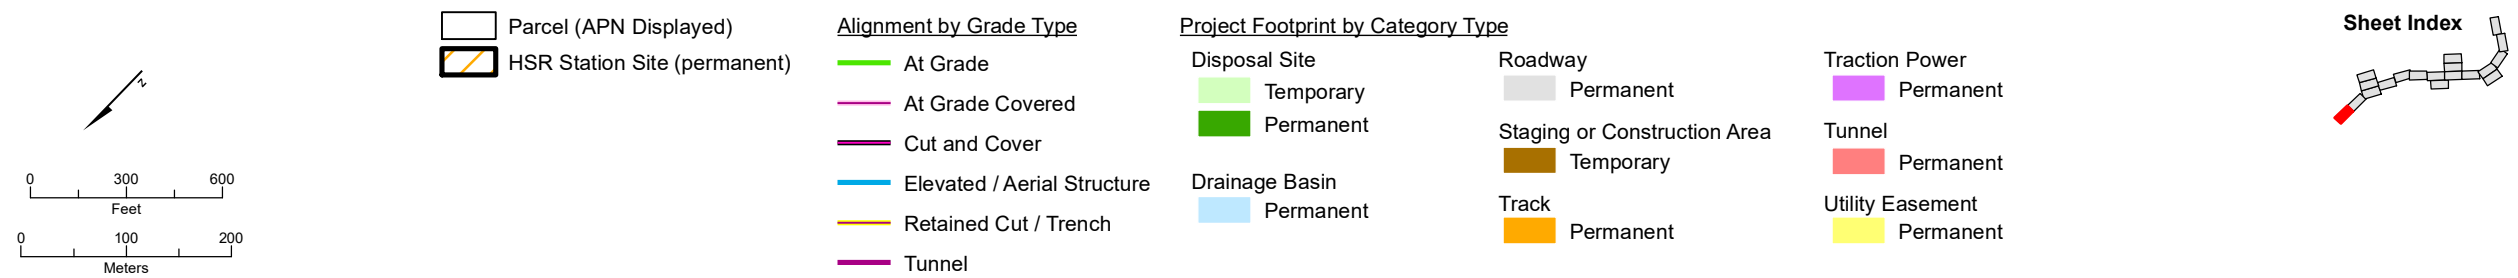 Parcel (APN Displayed)
HSR Station Site (permanent)
Z
0 300 600
Feet
0 100 200
Meters
Alignment by Grade Type
At Grade
At Grade Covered
Cut and Cover
Elevated / Aerial Structure
Retained Cut / Trench
Tunnel
Project Footprint by Category Type
Disposal Site
Temporary
Permanent
Drainage Basin
Permanent
Roadway
Permanent
Staging or Construction Area
Temporary
Track
Permanent
Traction Power
Permanent
Tunnel
Permanent
Utility Easement
Permanent
Sheet Index